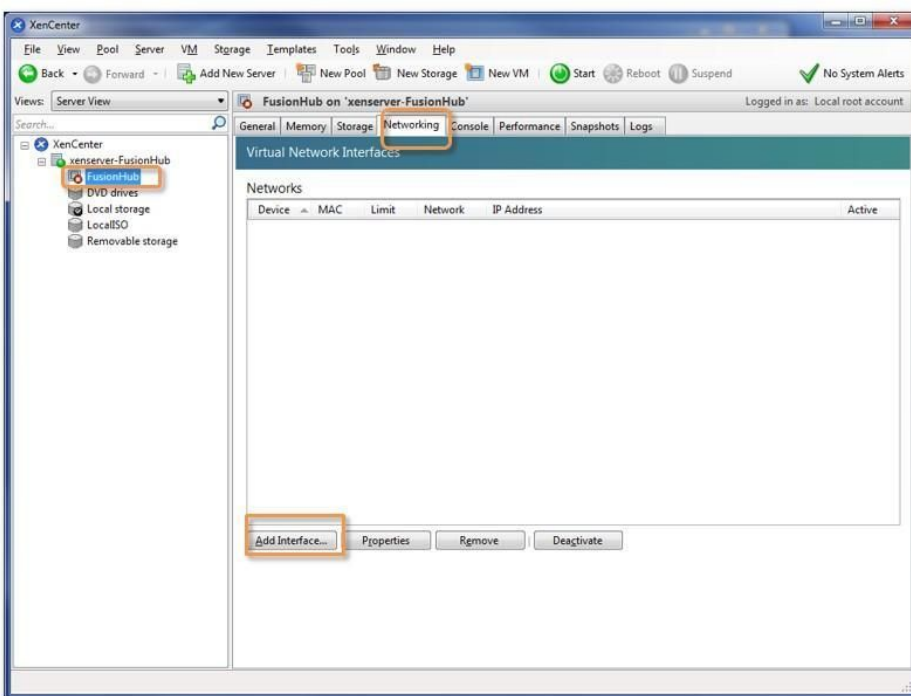 XenCenter
File View Pool Server VM Storage Templates Tools Window Help
Back Forward Add New Server New Pool New Storage New VM Start Reboot Suspend No System Alerts
Views: Server View FusionHub on 'xenserver-FusionHub' Logged in as: Local root account
Search... General Memory Storage Networking Console Performance Snapshots Logs
XenCenter
xenserver-FusionHub
FusionHub
DVD drives
Local storage
LocalISO
Removable storage
Virtual Network Interfaces
Networks
Device MAC Limit Network IP Address Active
Add Interface... Properties Remove Deactivate